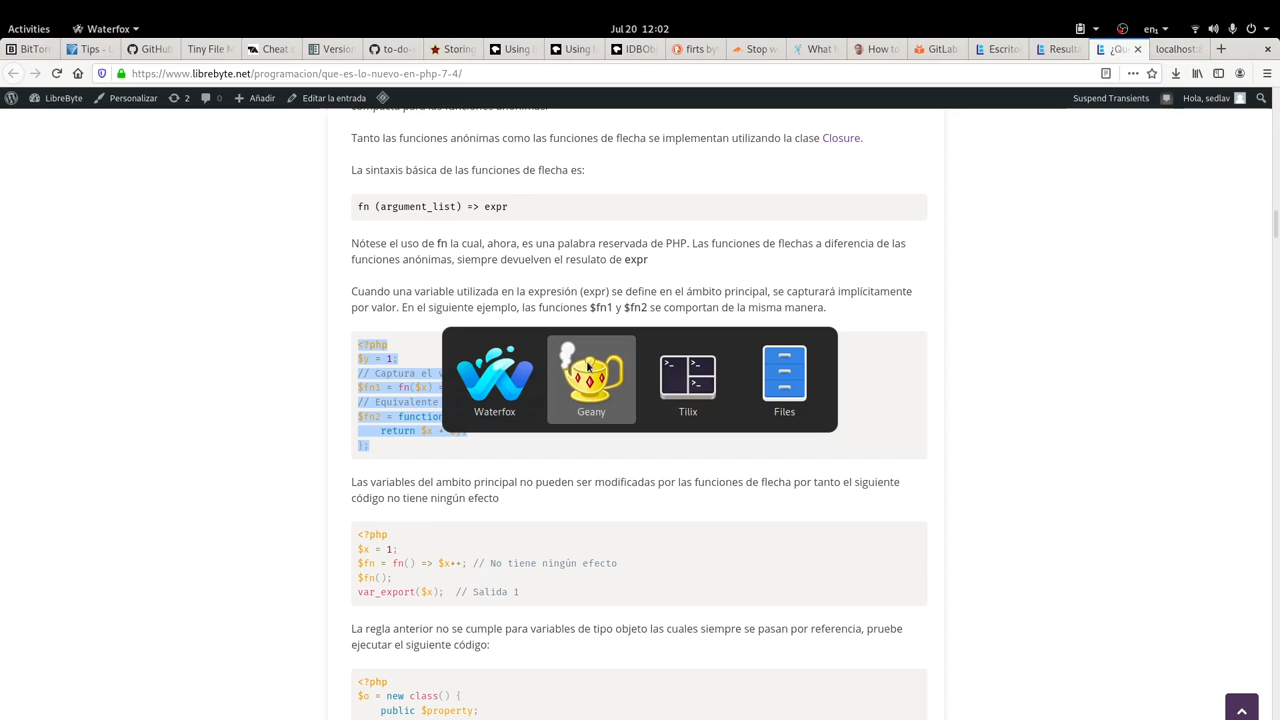 Activities
Waterfox
Jul 20 12:02
en₁
BitTorr
Tips - U
GitHub
Tiny File M
Cheat s
Version
to-do-
Storing
Using I
Using I
IDBOb
firts by
Stop w
What I
How to
GitLab
Escrito
Resulta
¿Qu
localhost:8
https://www.librebyte.net/programacion/que-es-lo-nuevo-en-php-7-4/
LibreByte
Personalizar
2
0
Añadir
Editar la entrada
Suspend Transients
Hola, sedlav
compacta para las funciones anónimas.
Tanto las funciones anónimas como las funciones de flecha se implementan utilizando la clase Closure.
La sintaxis básica de las funciones de flecha es:
fn (argument_list) => expr
Nótese el uso de fn la cual, ahora, es una palabra reservada de PHP. Las funciones de flechas a diferencia de las
funciones anónimas, siempre devuelven el resulato de expr
Cuando una variable utilizada en la expresión (expr) se define en el ámbito principal, se capturará implícitamente
por valor. En el siguiente ejemplo, las funciones $fn1 y $fn2 se comportan de la misma manera.
<?php
$y = 1;
// Captura el v
$fn1 = fn($x) =
// Equivalente
$fn2 = function
return $x +
};
Waterfox
Geany
Tilix
Files
Las variables del ambito principal no pueden ser modificadas por las funciones de flecha por tanto el siguiente
código no tiene ningún efecto
<?php
$x = 1;
$fn = fn() => $x++; // No tiene ningún efecto
$fn();
var_export($x);  // Salida 1
La regla anterior no se cumple para variables de tipo objeto las cuales siempre se pasan por referencia, pruebe
ejecutar el siguiente código:
<?php
$o = new class() {
public $property;